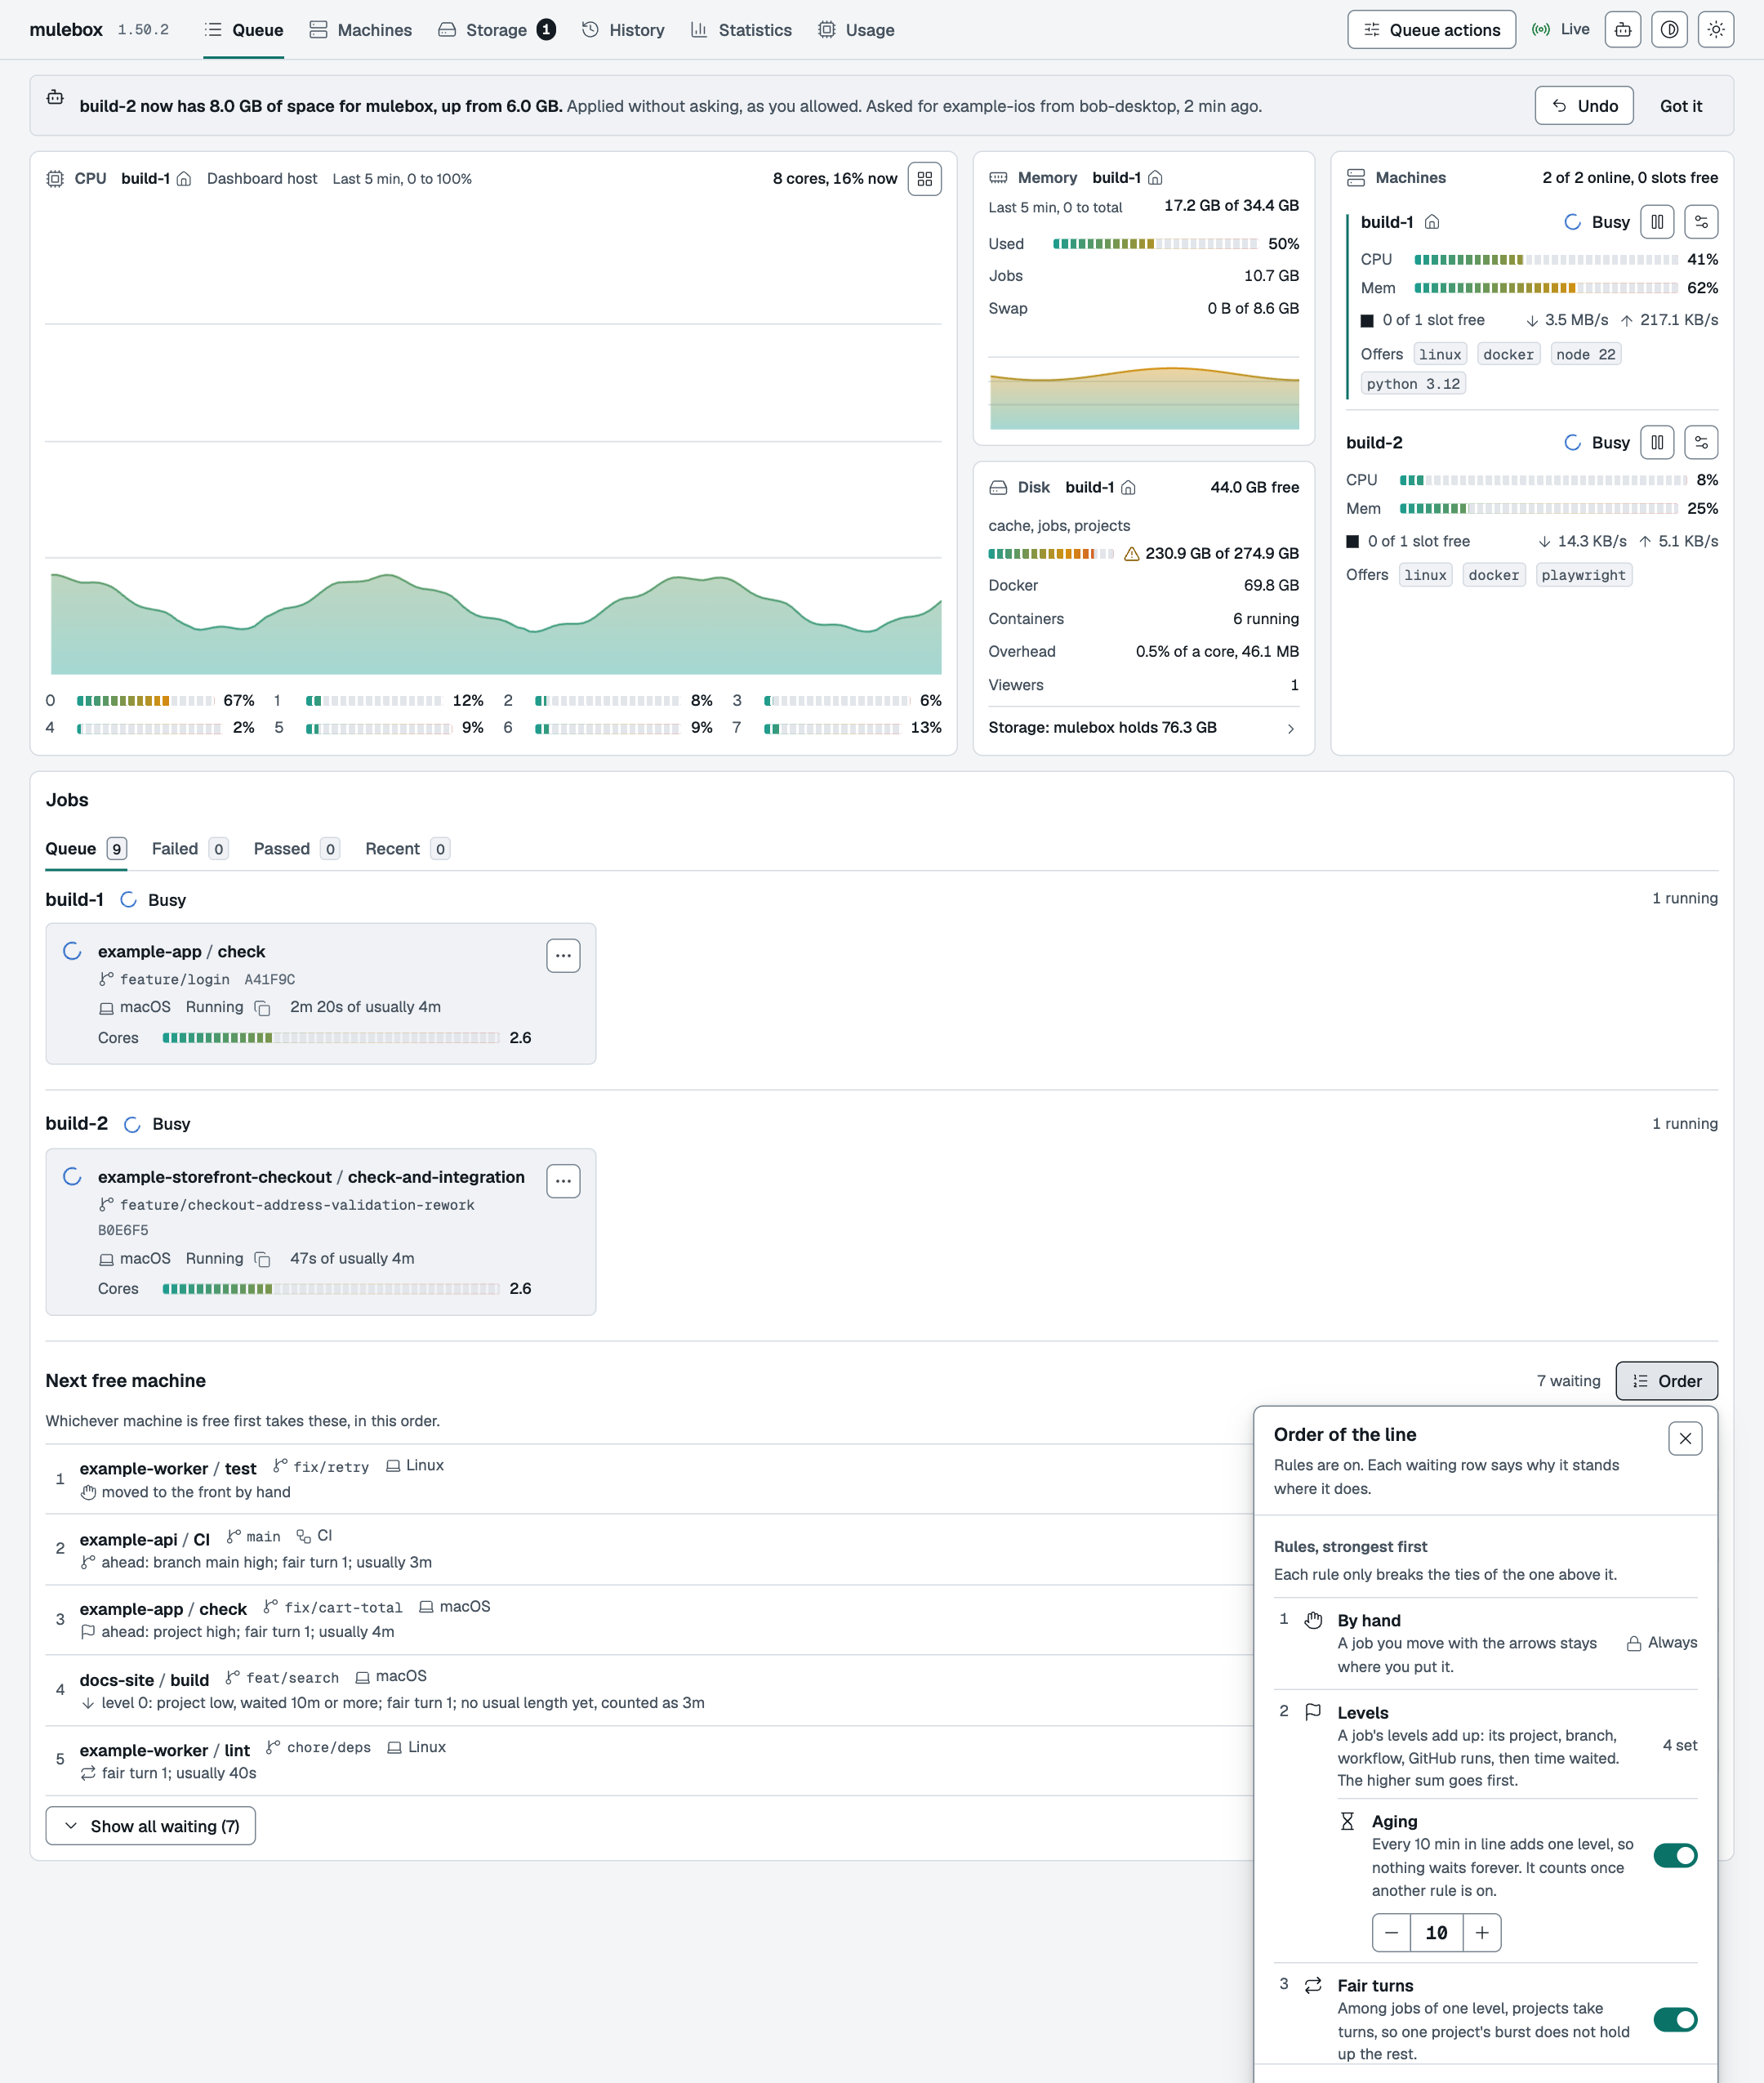 mulebox 1.50.2 Queue Machines Storage 1 History Statistics Usage Queue actions Live
build-2 now has 8.0 GB of space for mulebox, up from 6.0 GB. Applied without asking, as you allowed. Asked for example-ios from bob-desktop, 2 min ago. Undo Got it
CPU build-1 Dashboard host Last 5 min, 0 to 100% 8 cores, 16% now
0 67% 1 12% 2 8% 3 6%
4 2% 5 9% 6 9% 7 13%
Memory build-1
Last 5 min, 0 to total 17.2 GB of 34.4 GB
Used 50%
Jobs 10.7 GB
Swap 0 B of 8.6 GB
Disk build-1 44.0 GB free
cache, jobs, projects
230.9 GB of 274.9 GB
Docker 69.8 GB
Containers 6 running
Overhead 0.5% of a core, 46.1 MB
Viewers 1
Storage: mulebox holds 76.3 GB
Machines 2 of 2 online, 0 slots free
build-1 Busy
CPU 41%
Mem 62%
0 of 1 slot free 3.5 MB/s 217.1 KB/s
Offers linux docker node 22
python 3.12
build-2 Busy
CPU 8%
Mem 25%
0 of 1 slot free 14.3 KB/s 5.1 KB/s
Offers linux docker playwright
Jobs
Queue 9 Failed 0 Passed 0 Recent 0
build-1 Busy 1 running
example-app / check
feature/login A41F9C
macOS Running 2m 20s of usually 4m
Cores 2.6
build-2 Busy 1 running
example-storefront-checkout / check-and-integration
feature/checkout-address-validation-rework
B0E6F5
macOS Running 47s of usually 4m
Cores 2.6
Next free machine 7 waiting Order
Whichever machine is free first takes these, in this order.
1 example-worker / test fix/retry Linux
moved to the front by hand
2 example-api / CI main CI
ahead: branch main high; fair turn 1; usually 3m
3 example-app / check fix/cart-total macOS
ahead: project high; fair turn 1; usually 4m
4 docs-site / build feat/search macOS
level 0: project low, waited 10m or more; fair turn 1; no usual length yet, counted as 3m
5 example-worker / lint chore/deps Linux
fair turn 1; usually 40s
Show all waiting (7)
Order of the line
Rules are on. Each waiting row says why it stands
where it does.
Rules, strongest first
Each rule only breaks the ties of the one above it.
1 By hand
A job you move with the arrows stays
where you put it.
Always
2 Levels
A job's levels add up: its project, branch,
workflow, GitHub runs, then time waited.
The higher sum goes first.
4 set
Aging
Every 10 min in line adds one level, so
nothing waits forever. It counts once
another rule is on.
10
3 Fair turns
Among jobs of one level, projects take
turns, so one project's burst does not hold
up the rest.